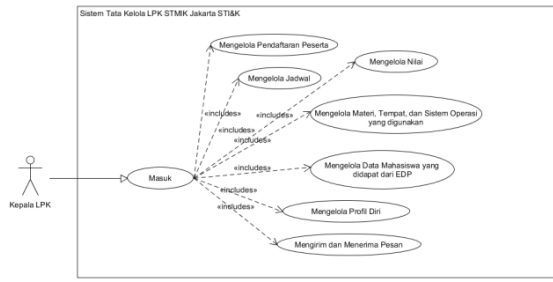 Sistem Tata Kelola LPK STMIK Jakarta STI&K
Mengelola Pendaftaran Peserta
Mengelola Nilai
Mengelola Jadwal
«includes»
«includes»
«includes»
«includes»
Mengelola Materi, Tempat, dan Sistem Operasi
yang digunakan
Mengelola Data Mahasiswa yang
didapat dari EDP
«includes»
Masuk
Kepala LPK
«includes»
Mengelola Profil Diri
«includes»
Mengirim dan Menerima Pesan